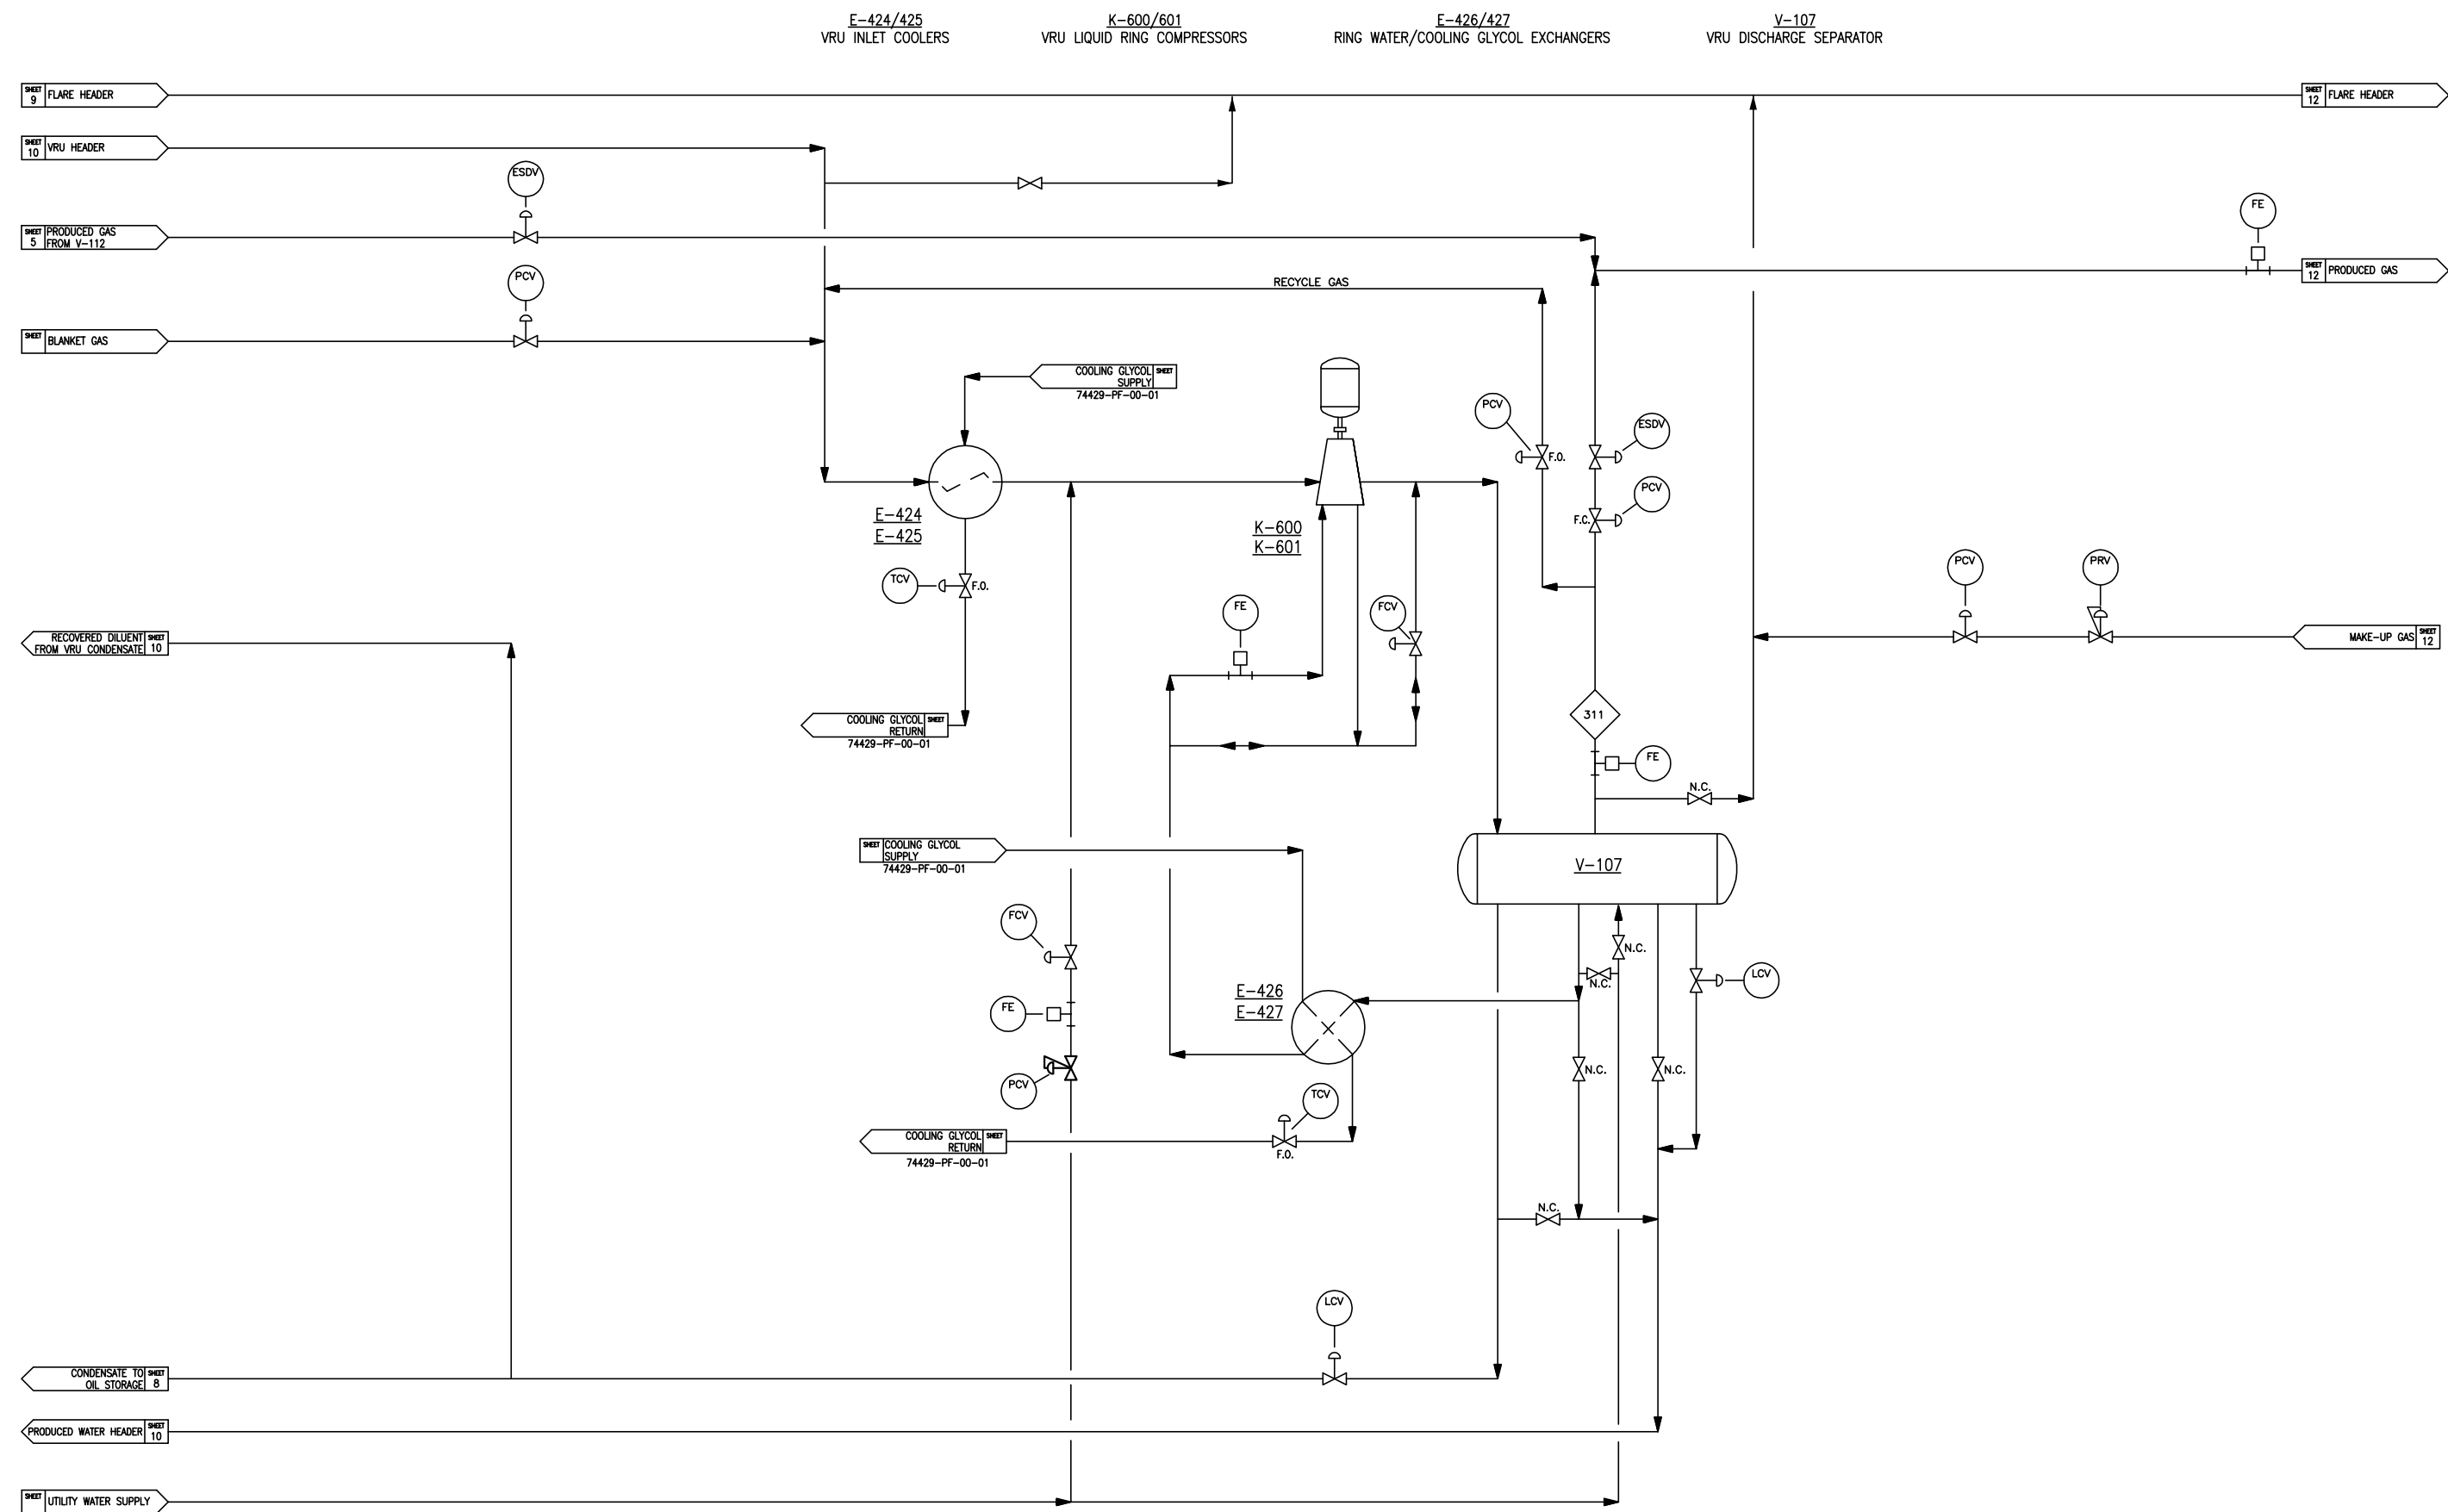 E-424/425
VRU INLET COOLERS
K-600/601
VRU LIQUID RING COMPRESSORS
E-426/427
RING WATER/COOLING GLYCOL EXCHANGERS
V-107
VRU DISCHARGE SEPARATOR
SHEET
9
FLARE HEADER
SHEET
12
FLARE HEADER
SHEET
10
VRU HEADER
ESDV
FE
SHEET
5
PRODUCED GAS
FROM V-112
SHEET
12
PRODUCED GAS
PCV
RECYCLE GAS
SHEET
BLANKET GAS
COOLING GLYCOL
SUPPLY
SHEET
74429-PF-00-01
PCV
ESDV
F.O.
PCV
F.C.
E-424
E-425
K-600
K-601
TCV
F.O.
FE
FCV
PCV
PRV
RECOVERED DILUENT
FROM VRU CONDENSATE
SHEET
10
MAKE-UP GAS
SHEET
12
COOLING GLYCOL
RETURN
SHEET
74429-PF-00-01
311
FE
N.C.
SHEET
COOLING GLYCOL
SUPPLY
74429-PF-00-01
V-107
FCV
N.C.
N.C.
LCV
FE
E-426
E-427
PCV
N.C.
N.C.
TCV
F.O.
COOLING GLYCOL
RETURN
SHEET
74429-PF-00-01
N.C.
LCV
CONDENSATE TO
OIL STORAGE
SHEET
8
PRODUCED WATER HEADER
SHEET
10
SHEET
UTILITY WATER SUPPLY